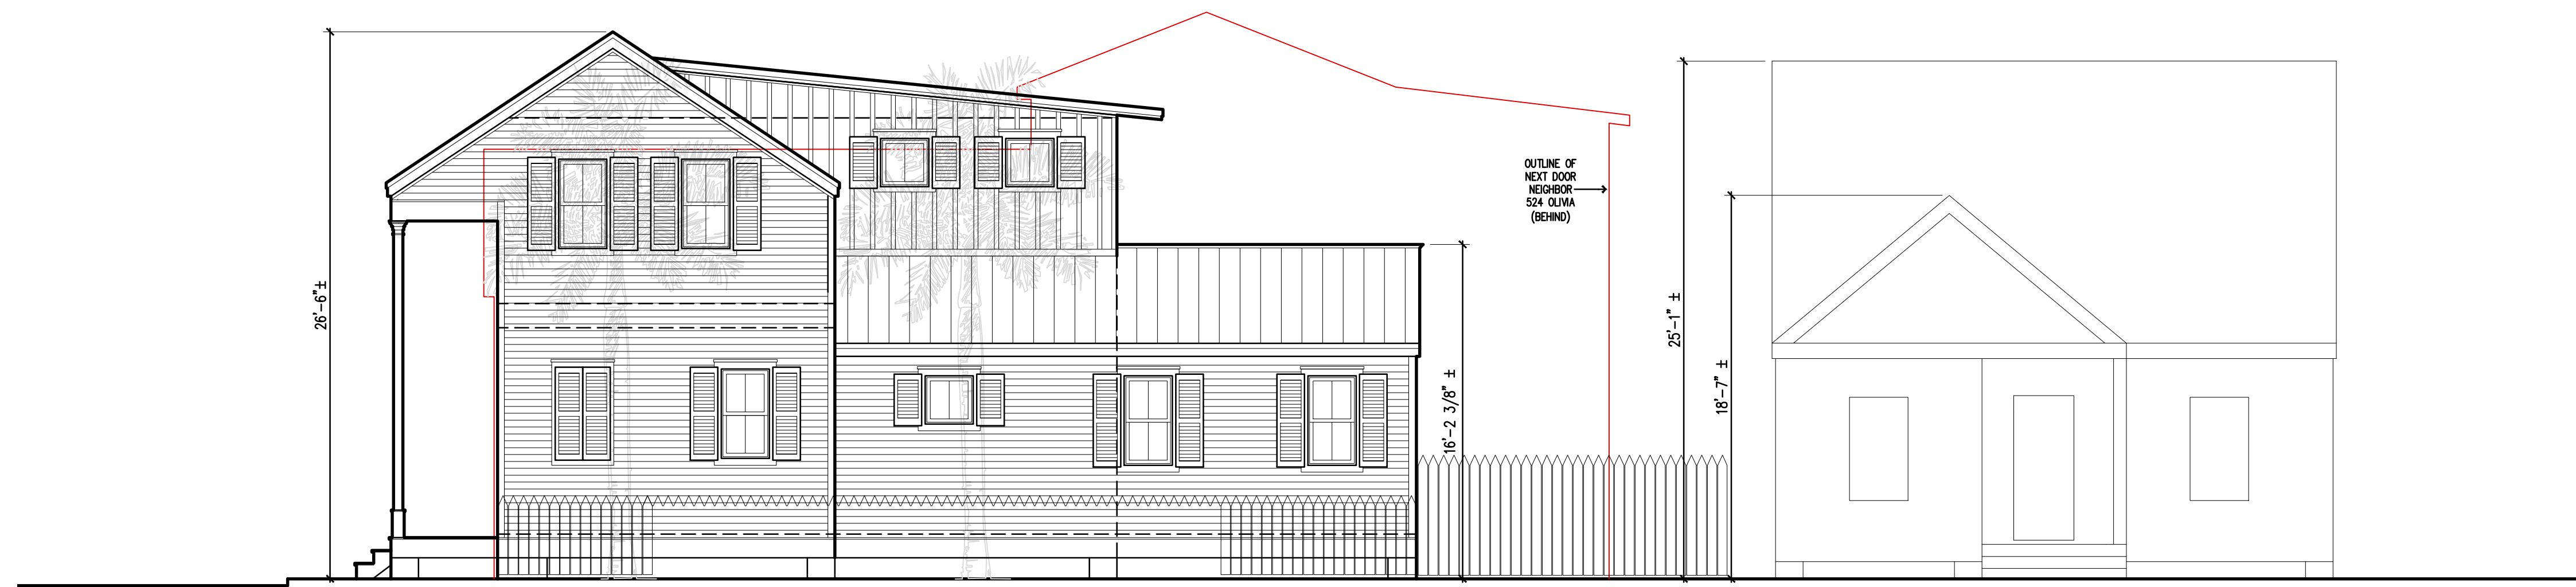 26'-6"±
OUTLINE OF
NEXT DOOR
NEIGHBOR
524 OLIVIA
(BEHIND)
16'-2 3/8" ±
25'-1" ±
18'-7" ±